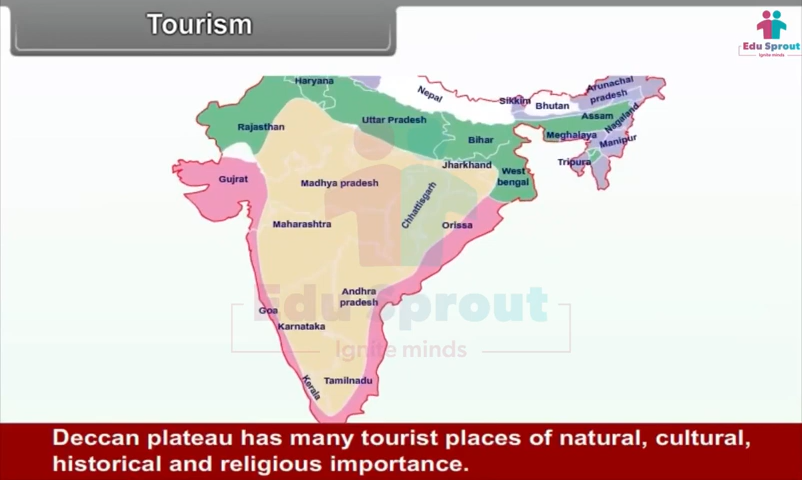 Tourism
Edu Sprout
Ignite minds
Haryana
Nepal
Sikkim
Bhutan
Arunachal
pradesh
Rajasthan
Uttar Pradesh
Bihar
Assam
Nagaland
Meghalaya
Manipur
Tripura
Jharkhand
West
bengal
Gujrat
Madhya pradesh
Chhattisgarh
Maharashtra
Orissa
Andhra
pradesh
Goa
Karnataka
Kerala
Tamilnadu
Edu Sprout
Ignite minds
Deccan plateau has many tourist places of natural, cultural,
historical and religious importance.